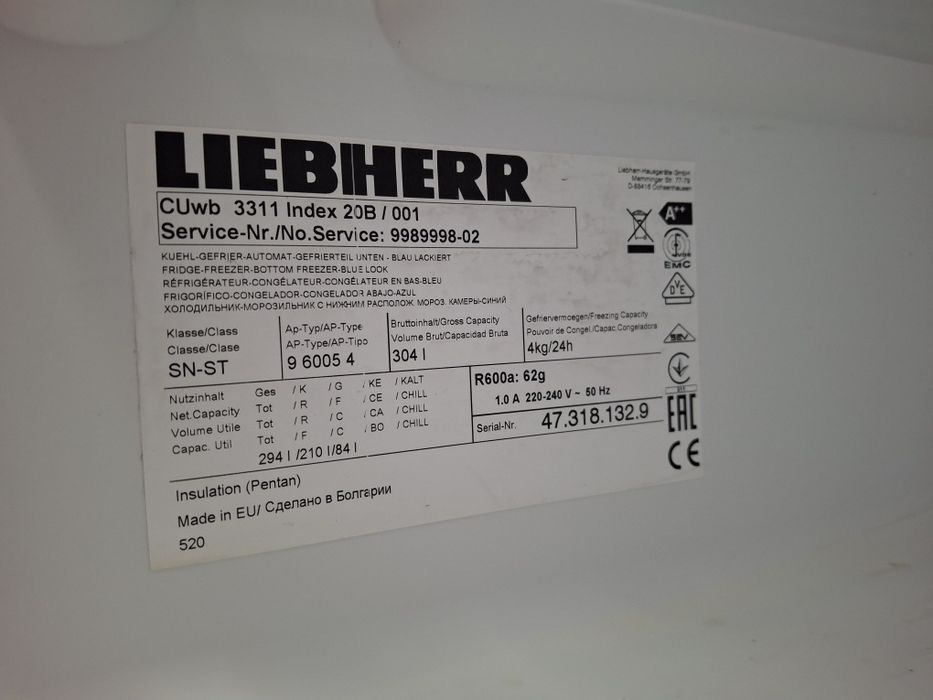 LIEBHERR
Liebherr-Hausgeräte GmbH
Memminger Str. 77-79
D-88416 Ochsenhausen
CUwb 3311 Index 20B / 001
Service-Nr./No.Service: 9989998-02
A++
EMC
KUEHL-GEFRIER-AUTOMAT-GEFRIERTEIL UNTEN - BLAU LACKIERT
FRIDGE-FREEZER-BOTTOM FREEZER-BLUE LOOK
RÉFRIGÉRATEUR-CONGÉLATEUR-CONGÉLATEUR EN BAS-BLEU
FRIGORÍFICO-CONGELADOR-CONGELADOR ABAJO-AZUL
ХОЛОДИЛЬНИК-МОРОЗИЛЬНИК С НИЖНИМ РАСПОЛОЖ. МОРОЗ. КАМЕРЫ-СИНИЙ
DVE
SEV
Klasse/Class
Classe/Clase
SN-ST
Ap-Typ/AP-Type
AP-Type/AP-Tipo
9 6005 4
Bruttoinhalt/Gross Capacity
Volume Brut/Capacidad Bruta
304 l
Gefriervermoegen/Freezing Capacity
Pouvoir de Congel./Capac.Congeladora
4kg/24h
Nutzinhalt Ges / K / G / KE / KALT
Net.Capacity Tot / R / F / CE / CHILL
Volume Utile Tot / R / C / CA / CHILL
Capac. Util Tot / F / C / BO / CHILL
294 l /210 l/84 l
R600a: 62g
1.0 A 220-240 V ~ 50 Hz
Serial-Nr. 47.318.132.9
EAC
CE
Insulation (Pentan)
Made in EU/ Сделано в Болгарии
520